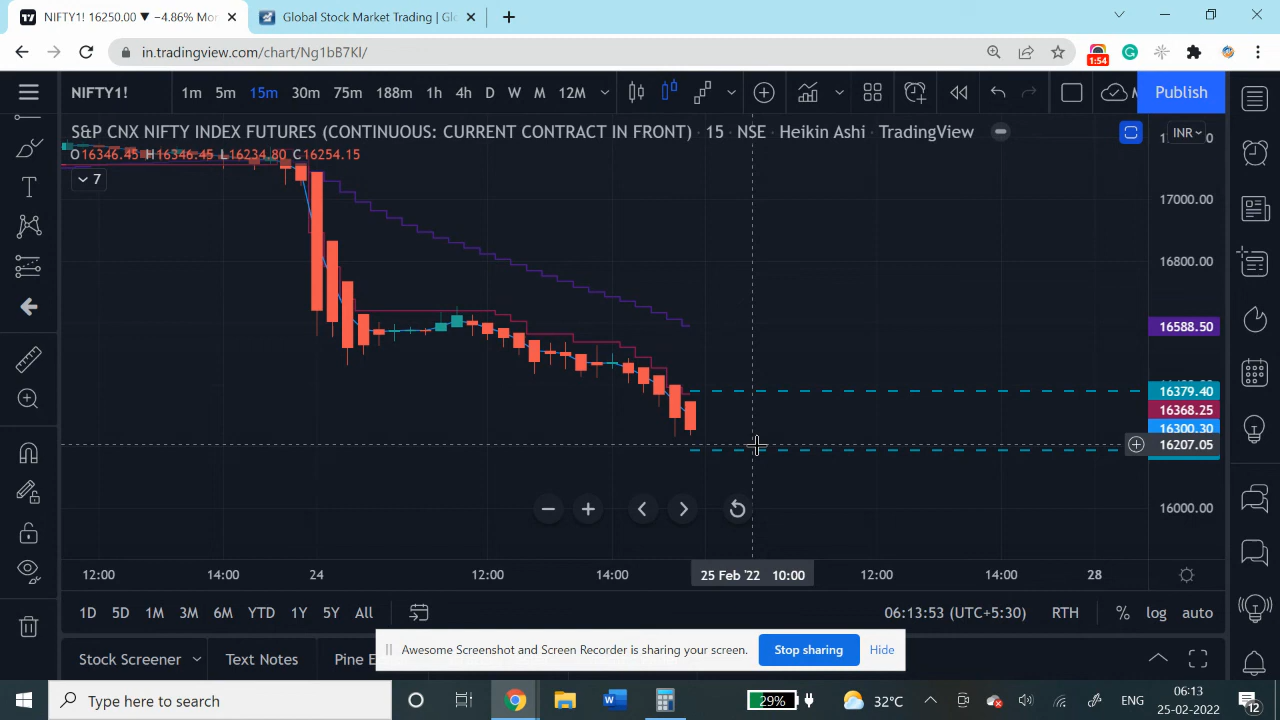 NIFTY1! 16250.00 ▼ −4.86% Mor
Global Stock Market Trading | Glo
in.tradingview.com/chart/Ng1bB7Kl/
1:54
NIFTY1! 1m 5m 15m 30m 75m 188m 1h 4h D W M 12M M Publish
S&P CNX NIFTY INDEX FUTURES (CONTINUOUS: CURRENT CONTRACT IN FRONT) · 15 · NSE · Heikin Ashi · TradingView
INR
O16346.45 H16346.45 L16234.80 C16254.15
7
17000.00
16800.00
16588.50
16379.40
16368.25
16300.30
16207.05
16000.00
12:00 14:00 24 12:00 14:00 25 Feb '22 10:00 12:00 14:00 28
1D 5D 1M 3M 6M YTD 1Y 5Y All 06:13:53 (UTC+5:30) RTH % log auto
Stock Screener Text Notes Pine E
Awesome Screenshot and Screen Recorder is sharing your screen. Stop sharing Hide
Type here to search
29%
32°C
ENG
06:13
25-02-2022
12